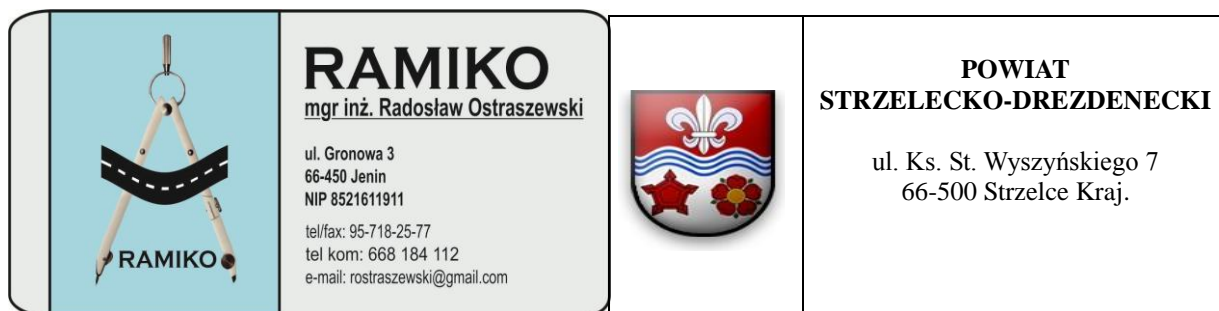 RAMIKO
RAMIKO
mgr inż. Radosław Ostraszewski
ul. Gronowa 3
66-450 Jenin
NIP 8521611911
tel/fax: 95-718-25-77
tel kom: 668 184 112
e-mail: rostraszewski@gmail.com
POWIAT
STRZELECKO-DREZDENECKI
ul. Ks. St. Wyszyńskiego 7
66-500 Strzelce Kraj.